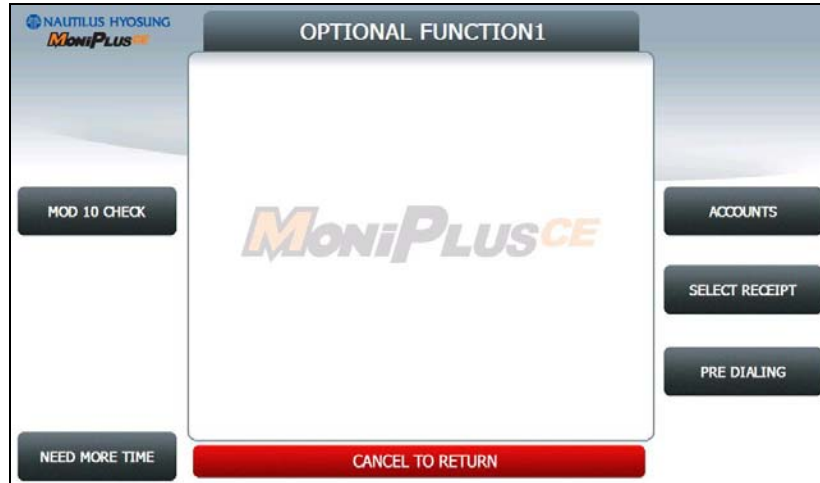 NAUTILUS HYOSUNG
MONiPLUSCE
OPTIONAL FUNCTION1
MOD 10 CHECK
MONiPLUSCE
ACCOUNTS
SELECT RECEIPT
PRE DIALING
NEED MORE TIME
CANCEL TO RETURN